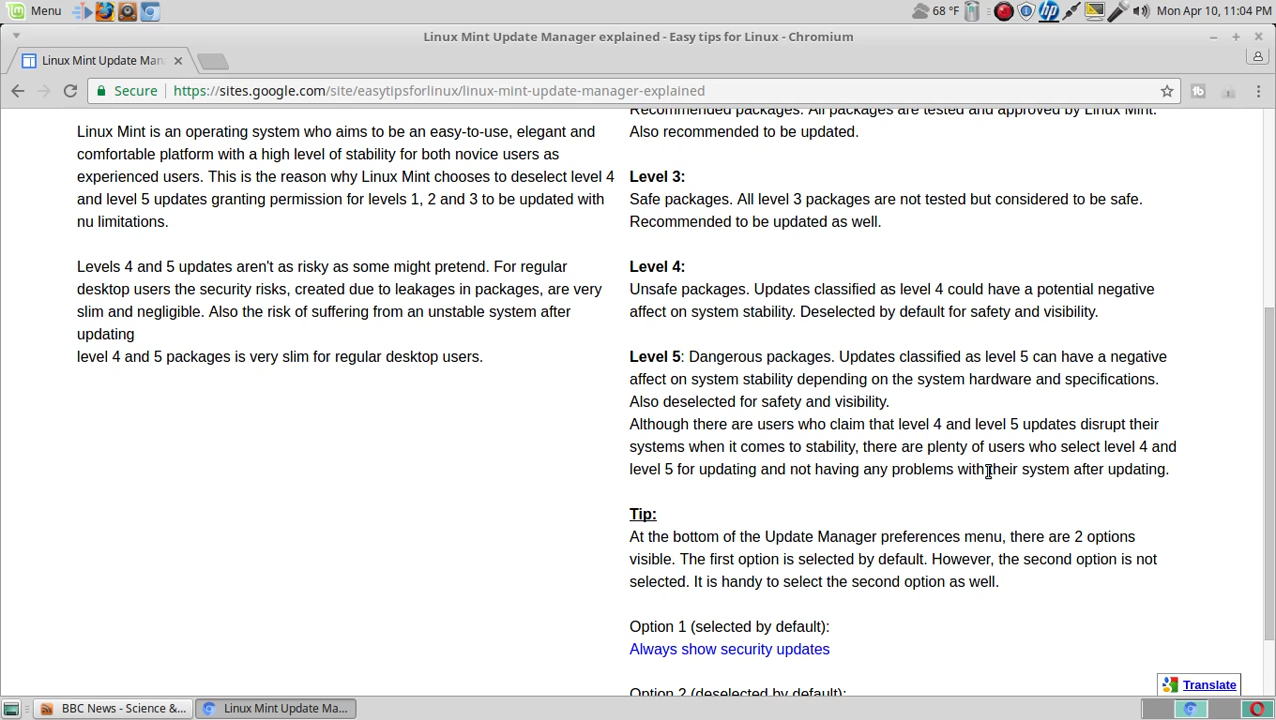 Menu
68 °F
Mon Apr 10, 11:04 PM
Linux Mint Update Manager explained - Easy tips for Linux - Chromium
Linux Mint Update Man
Secure
https://sites.google.com/site/easytipsforlinux/linux-mint-update-manager-explained
Linux Mint is an operating system who aims to be an easy-to-use, elegant and
comfortable platform with a high level of stability for both novice users as
experienced users. This is the reason why Linux Mint chooses to deselect level 4
and level 5 updates granting permission for levels 1, 2 and 3 to be updated with
nu limitations.
Levels 4 and 5 updates aren't as risky as some might pretend. For regular
desktop users the security risks, created due to leakages in packages, are very
slim and negligible. Also the risk of suffering from an unstable system after
updating
level 4 and 5 packages is very slim for regular desktop users.
Recommended packages. All packages are tested and approved by Linux Mint.
Also recommended to be updated.
Level 3:
Safe packages. All level 3 packages are not tested but considered to be safe.
Recommended to be updated as well.
Level 4:
Unsafe packages. Updates classified as level 4 could have a potential negative
affect on system stability. Deselected by default for safety and visibility.
Level 5: Dangerous packages. Updates classified as level 5 can have a negative
affect on system stability depending on the system hardware and specifications.
Also deselected for safety and visibility.
Although there are users who claim that level 4 and level 5 updates disrupt their
systems when it comes to stability, there are plenty of users who select level 4 and
level 5 for updating and not having any problems with their system after updating.
Tip:
At the bottom of the Update Manager preferences menu, there are 2 options
visible. The first option is selected by default. However, the second option is not
selected. It is handy to select the second option as well.
Option 1 (selected by default):
Always show security updates
Option 2 (deselected by default):
Translate
BBC News - Science &...
Linux Mint Update Ma...